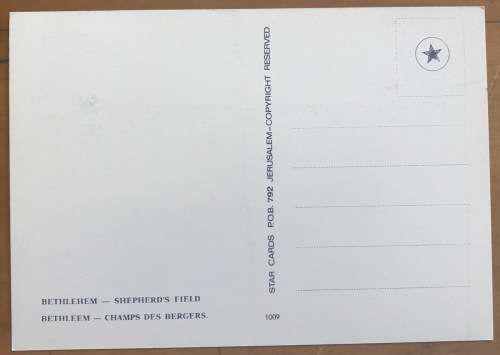 BETHLEHEM — SHEPHERD'S FIELD
BETHLEEM — CHAMPS DES BERGERS.
STAR CARDS P.O.B. 792 JERUSALEM–COPYRIGHT RESERVED
1009